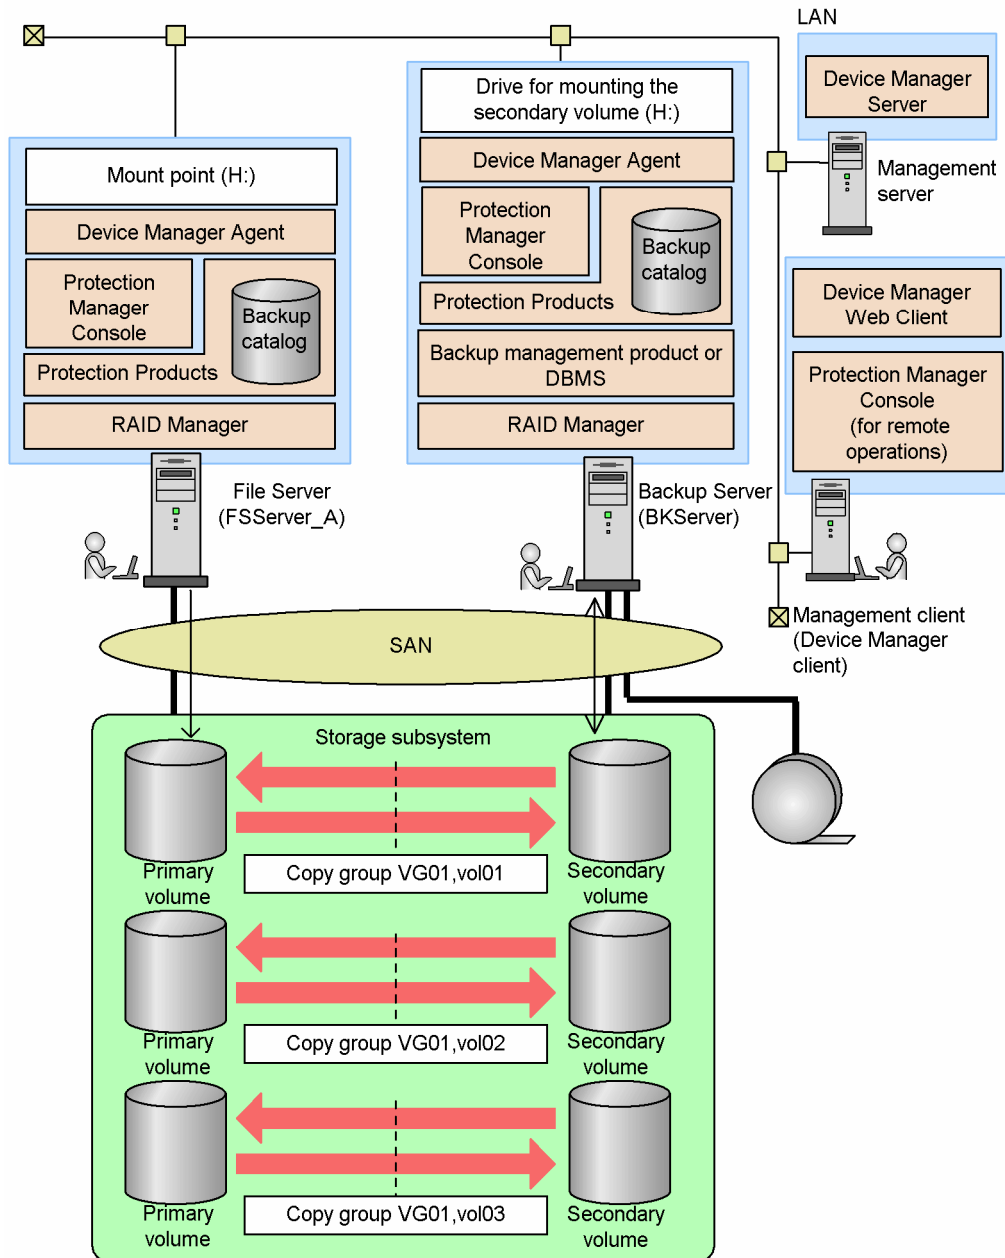 LAN
Device Manager
Server
Management
server
Drive for mounting the
secondary volume (H:)
Device Manager Agent
Protection
Manager
Console
Backup
catalog
Protection Products
Backup management product or
DBMS
RAID Manager
Backup Server
(BKServer)
Mount point (H:)
Device Manager Agent
Protection
Manager
Console
Backup
catalog
Protection Products
RAID Manager
File Server
(FSServer_A)
Device Manager
Web Client
Protection Manager
Console
(for remote
operations)
Management client
(Device Manager
client)
SAN
Storage subsystem
Primary
volume
Copy group VG01,vol01
Secondary
volume
Primary
volume
Copy group VG01,vol02
Secondary
volume
Primary
volume
Copy group VG01,vol03
Secondary
volume